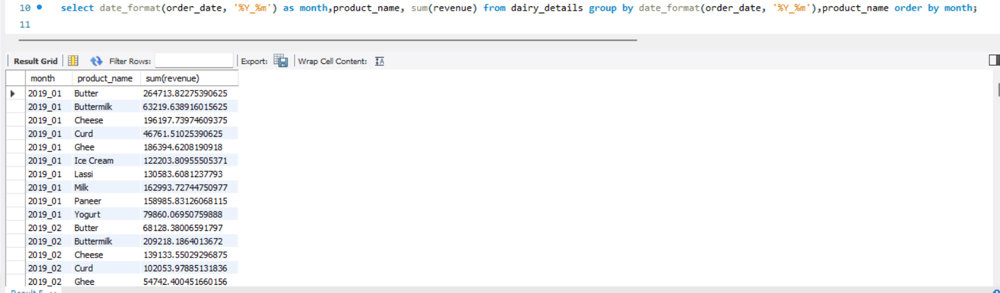 10 select date_format(order_date, '%Y_%m') as month,product_name, sum(revenue) from dairy_details group by date_format(order_date, '%Y_%m'),product_name order by month;
11
Result Grid Filter Rows: Export: Wrap Cell Content: IA
month product_name sum(revenue)
2019_01 Butter 264713.82275390625
2019_01 Buttermilk 63219.638916015625
2019_01 Cheese 196197.73974609375
2019_01 Curd 46761.51025390625
2019_01 Ghee 186394.6208190918
2019_01 Ice Cream 122203.80955505371
2019_01 Lassi 130583.6081237793
2019_01 Milk 162993.72744750977
2019_01 Paneer 158985.83126068115
2019_01 Yogurt 79860.06950759888
2019_02 Butter 68128.38006591797
2019_02 Buttermilk 209218.1864013672
2019_02 Cheese 139133.55029296875
2019_02 Curd 102053.97885131836
2019_02 Ghee 54742.400451660156